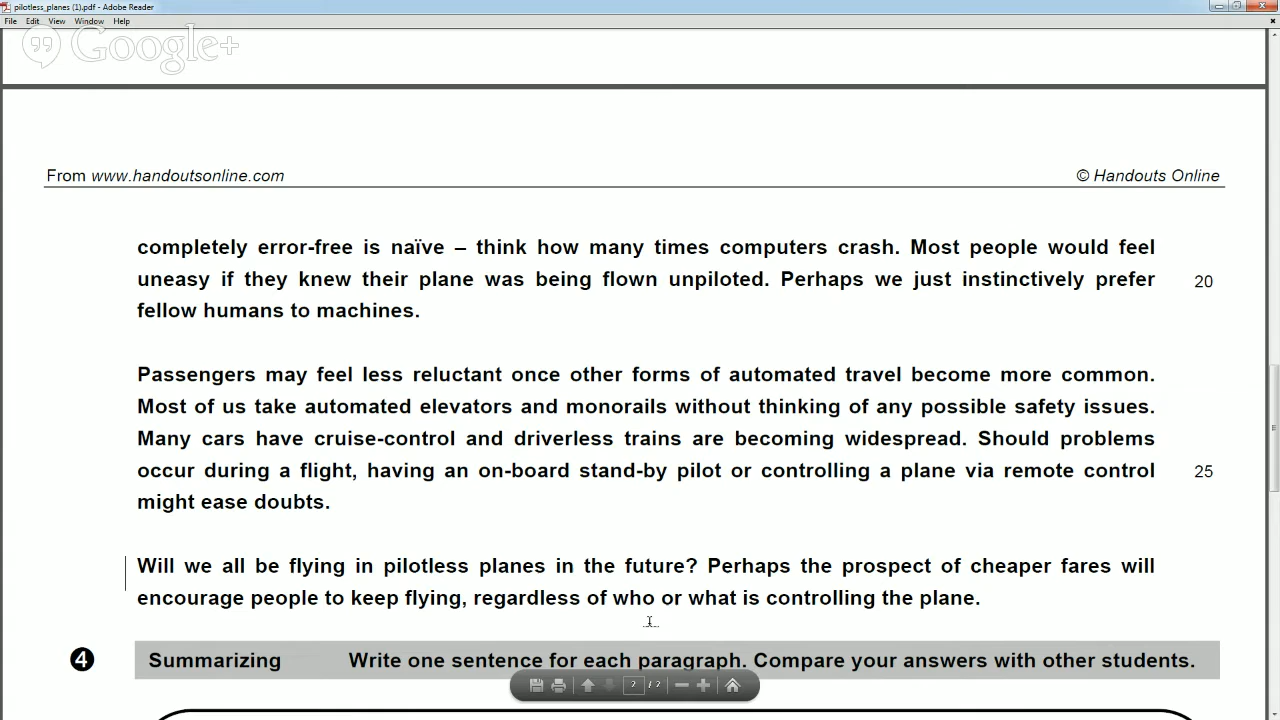 pilotless_planes (1).pdf - Adobe Reader
File Edit View Window Help
Google+
From www.handoutsonline.com © Handouts Online
completely error-free is naïve – think how many times computers crash. Most people would feel
uneasy if they knew their plane was being flown unpiloted. Perhaps we just instinctively prefer 20
fellow humans to machines.
Passengers may feel less reluctant once other forms of automated travel become more common.
Most of us take automated elevators and monorails without thinking of any possible safety issues.
Many cars have cruise-control and driverless trains are becoming widespread. Should problems
occur during a flight, having an on-board stand-by pilot or controlling a plane via remote control 25
might ease doubts.
Will we all be flying in pilotless planes in the future? Perhaps the prospect of cheaper fares will
encourage people to keep flying, regardless of who or what is controlling the plane.
4 Summarizing Write one sentence for each paragraph. Compare your answers with other students.
2 / 2